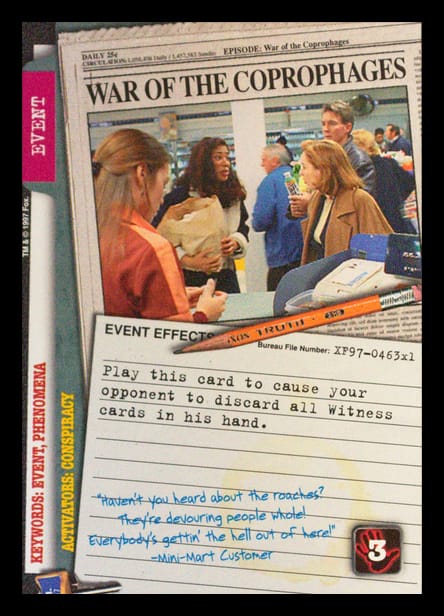 DAILY 25¢
EPISODE: War of the Coprophages
WAR OF THE COPROPHAGES
EVENT
TM & © 1997 Fox.
KEYWORDS: EVENT, PHENOMENA
ACTIVATORS: CONSPIRACY
EVENT EFFECTS
TRUTH
Bureau File Number: XF97-0463x1
Play this card to cause your
opponent to discard all Witness
cards in his hand.
"Haven't you heard about the roaches?
They're devouring people whole!
Everybody's gettin' the hell out of here!"
-Mini-Mart Customer
3